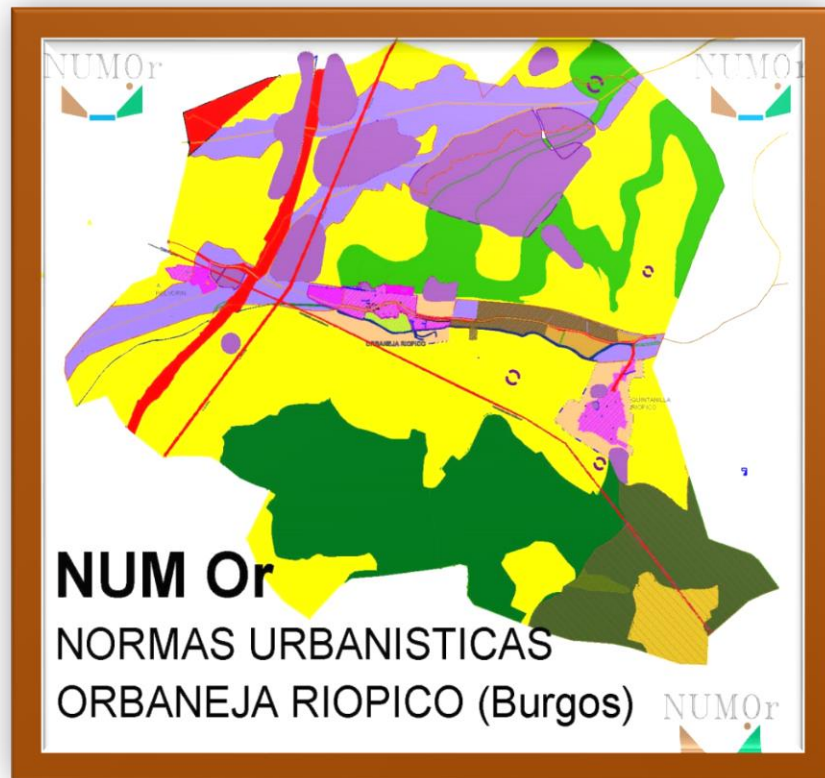 NUMOr
NUMOr
ORBANEJA RIOPICO
QUINTANILLA
RIOPICO
NUM Or
NORMAS URBANISTICAS
ORBANEJA RIOPICO (Burgos)
NUMOr